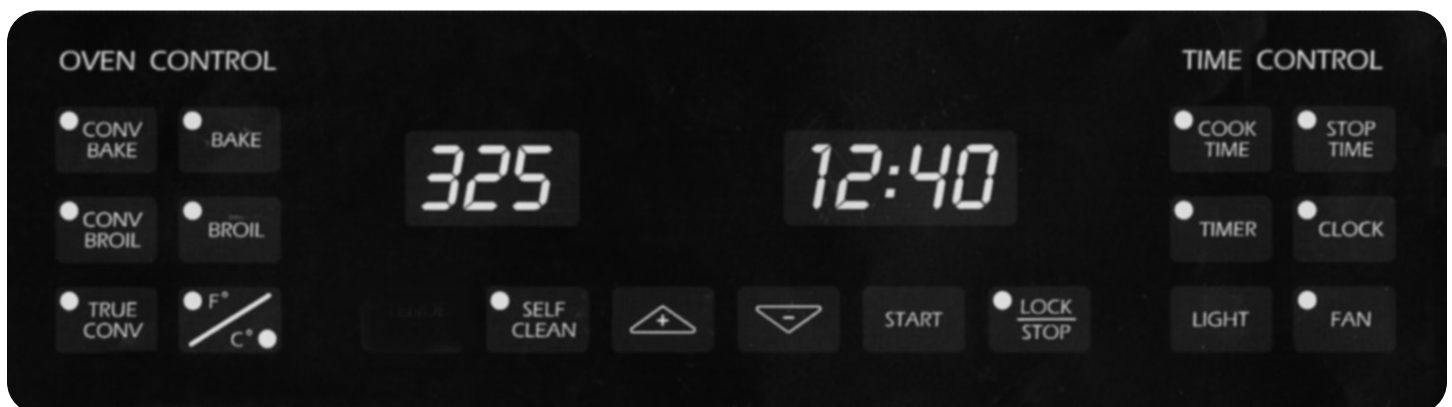 OVEN CONTROL
CONV
BAKE
BAKE
CONV
BROIL
BROIL
TRUE
CONV
F°
C°
325
12:40
SELF
CLEAN
+
-
START
LOCK
STOP
TIME CONTROL
COOK
TIME
STOP
TIME
TIMER
CLOCK
LIGHT
FAN